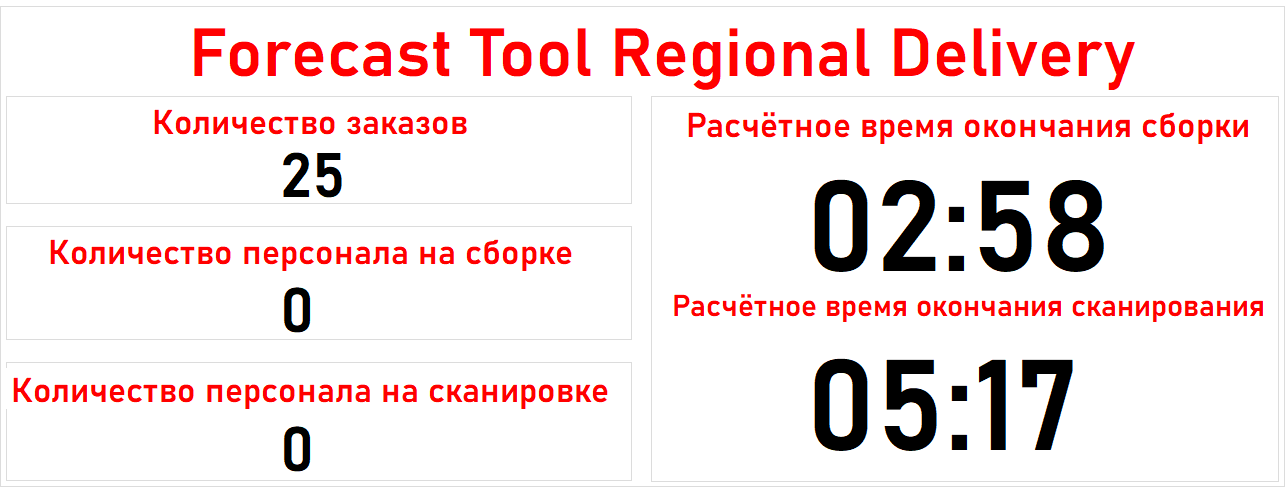 Forecast Tool Regional Delivery
Количество заказов
25
Количество персонала на сборке
0
Количество персонала на сканировке
0
Расчётное время окончания сборки
02:58
Расчётное время окончания сканирования
05:17